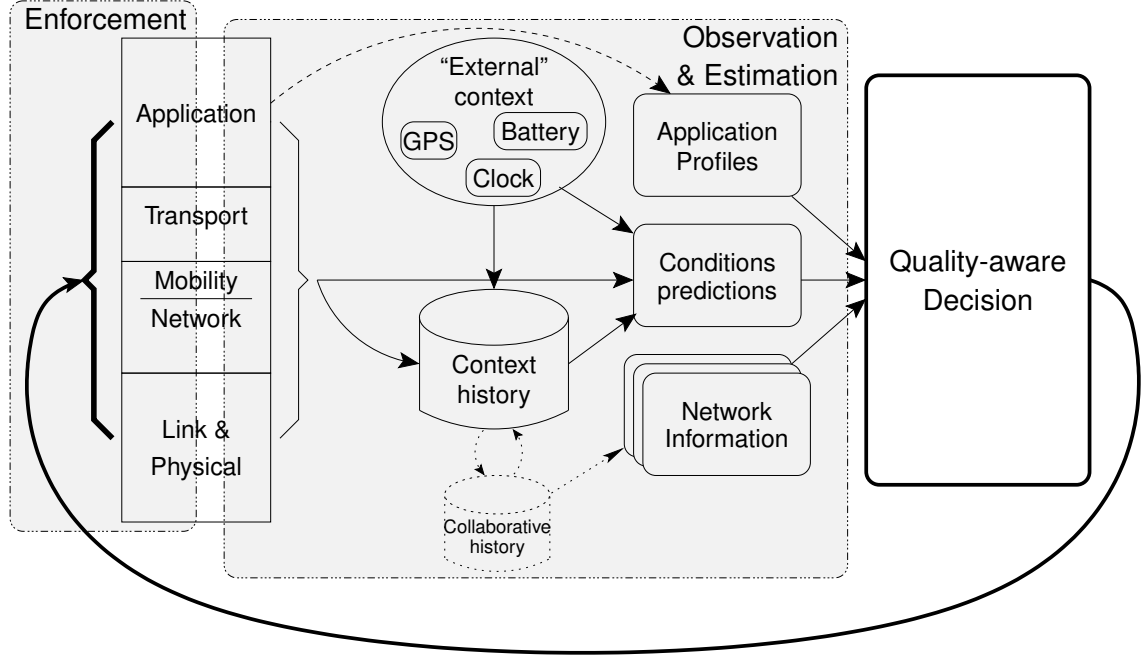 Enforcement
Application
Transport
Mobility
Network
Link &
Physical
Observation
& Estimation
“External”
context
GPS
Battery
Clock
Context
history
Collaborative
history
Application
Profiles
Conditions
predictions
Network
Information
Quality-aware
Decision